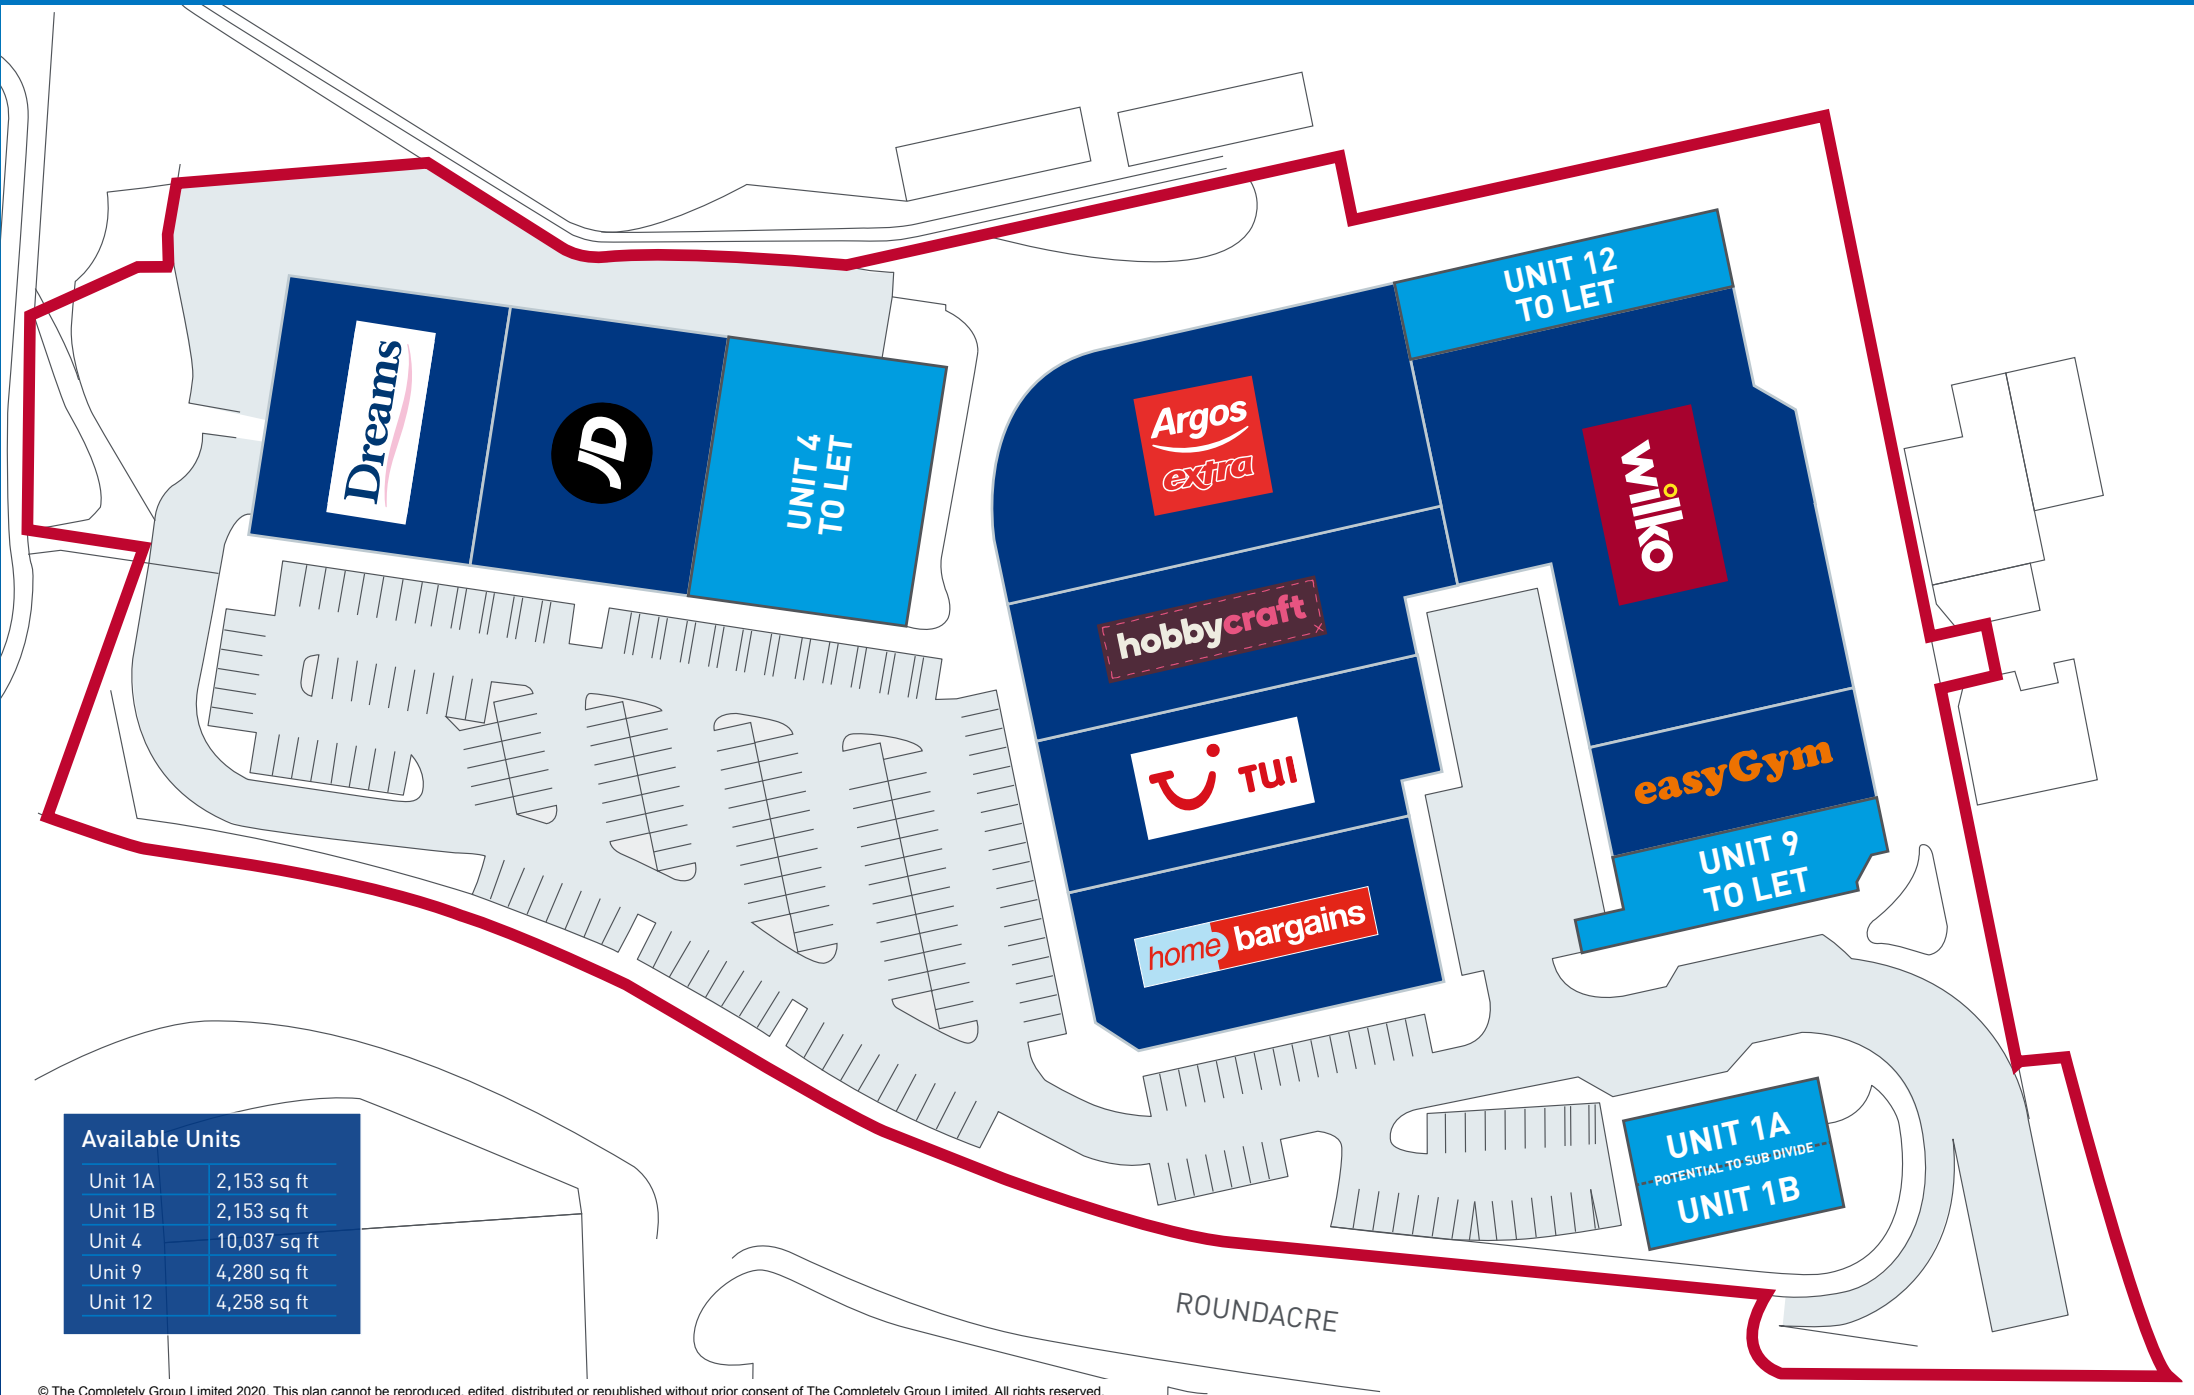 UNIT 12
TO LET
Dreams
JD
UNIT 4
TO LET
Argos
extra
wilko
hobbycraft
TUI
easyGym
UNIT 9
TO LET
home bargains
UNIT 1A
POTENTIAL TO SUB DIVIDE
UNIT 1B
Available Units
Unit 1A 2,153 sq ft
Unit 1B 2,153 sq ft
Unit 4 10,037 sq ft
Unit 9 4,280 sq ft
Unit 12 4,258 sq ft
ROUNDACRE
© The Completely Group Limited 2020. This plan cannot be reproduced, edited, distributed or republished without prior consent of The Completely Group Limited. All rights reserved.